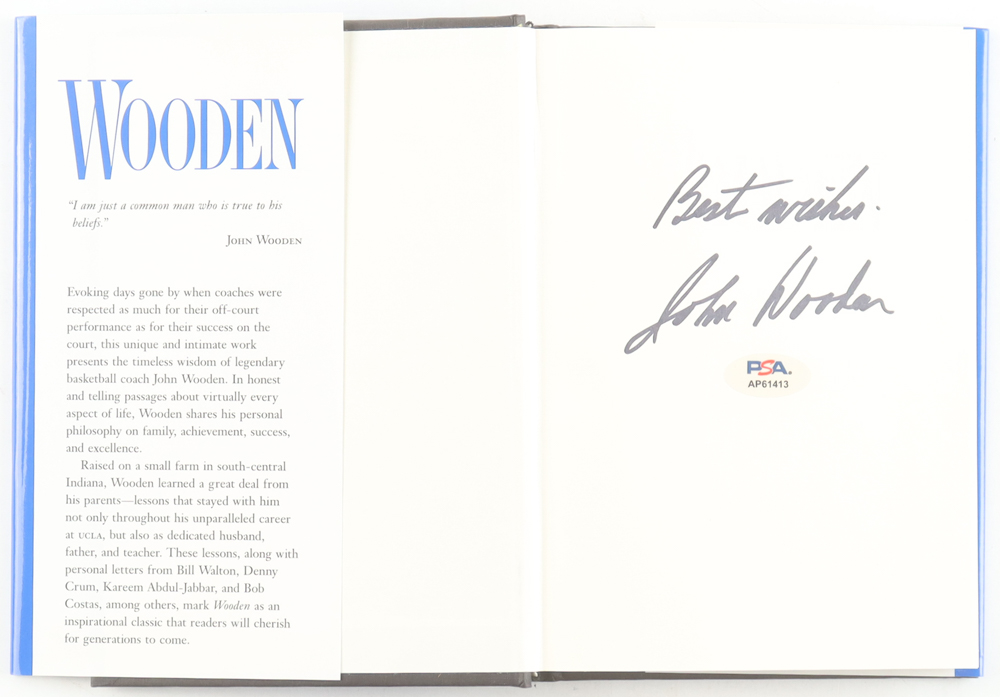 WOODEN
"I am just a common man who is true to his
beliefs."
JOHN WOODEN
Evoking days gone by when coaches were
respected as much for their off-court
performance as for their success on the
court, this unique and intimate work
presents the timeless wisdom of legendary
basketball coach John Wooden. In honest
and telling passages about virtually every
aspect of life, Wooden shares his personal
philosophy on family, achievement, success,
and excellence.
Raised on a small farm in south-central
Indiana, Wooden learned a great deal from
his parents—lessons that stayed with him
not only throughout his unparalleled career
at UCLA, but also as dedicated husband,
father, and teacher. These lessons, along with
personal letters from Bill Walton, Denny
Crum, Kareem Abdul-Jabbar, and Bob
Costas, among others, mark Wooden as an
inspirational classic that readers will cherish
for generations to come.
Best wishes.
John Wooden
PSA.
AP61413